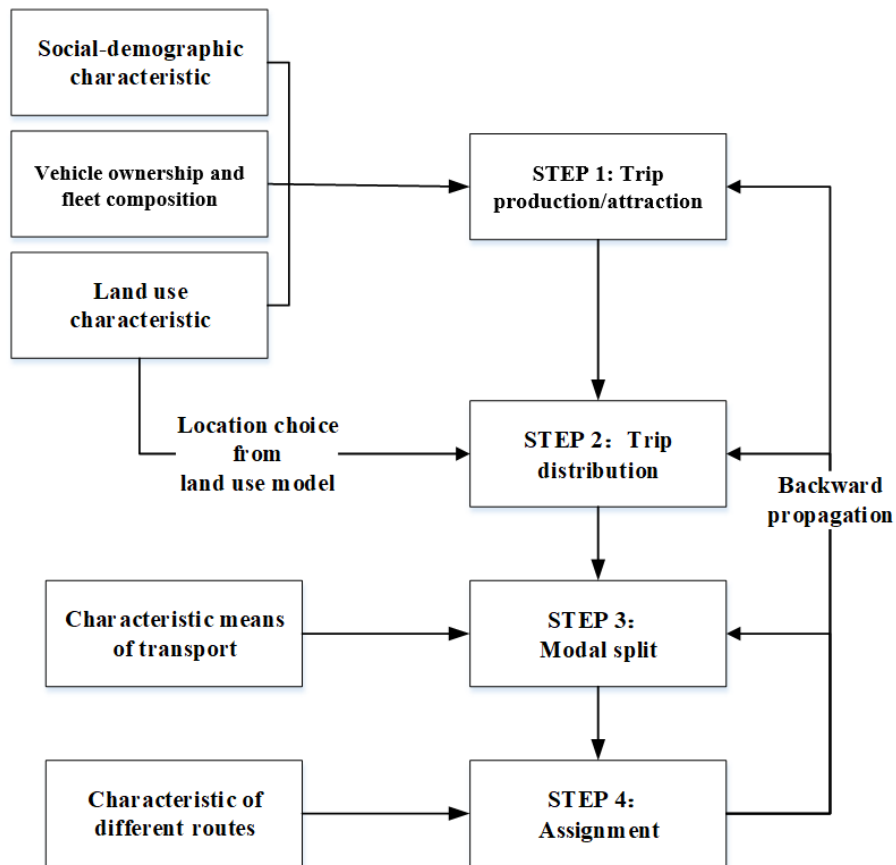 Social-demographic
characteristic
Vehicle ownership and
fleet composition
STEP 1: Trip
production/attraction
Land use
characteristic
Location choice
from
land use model
STEP 2：Trip
distribution
Backward
propagation
Characteristic means
of transport
STEP 3：
Modal split
Characteristic of
different routes
STEP 4：
Assignment